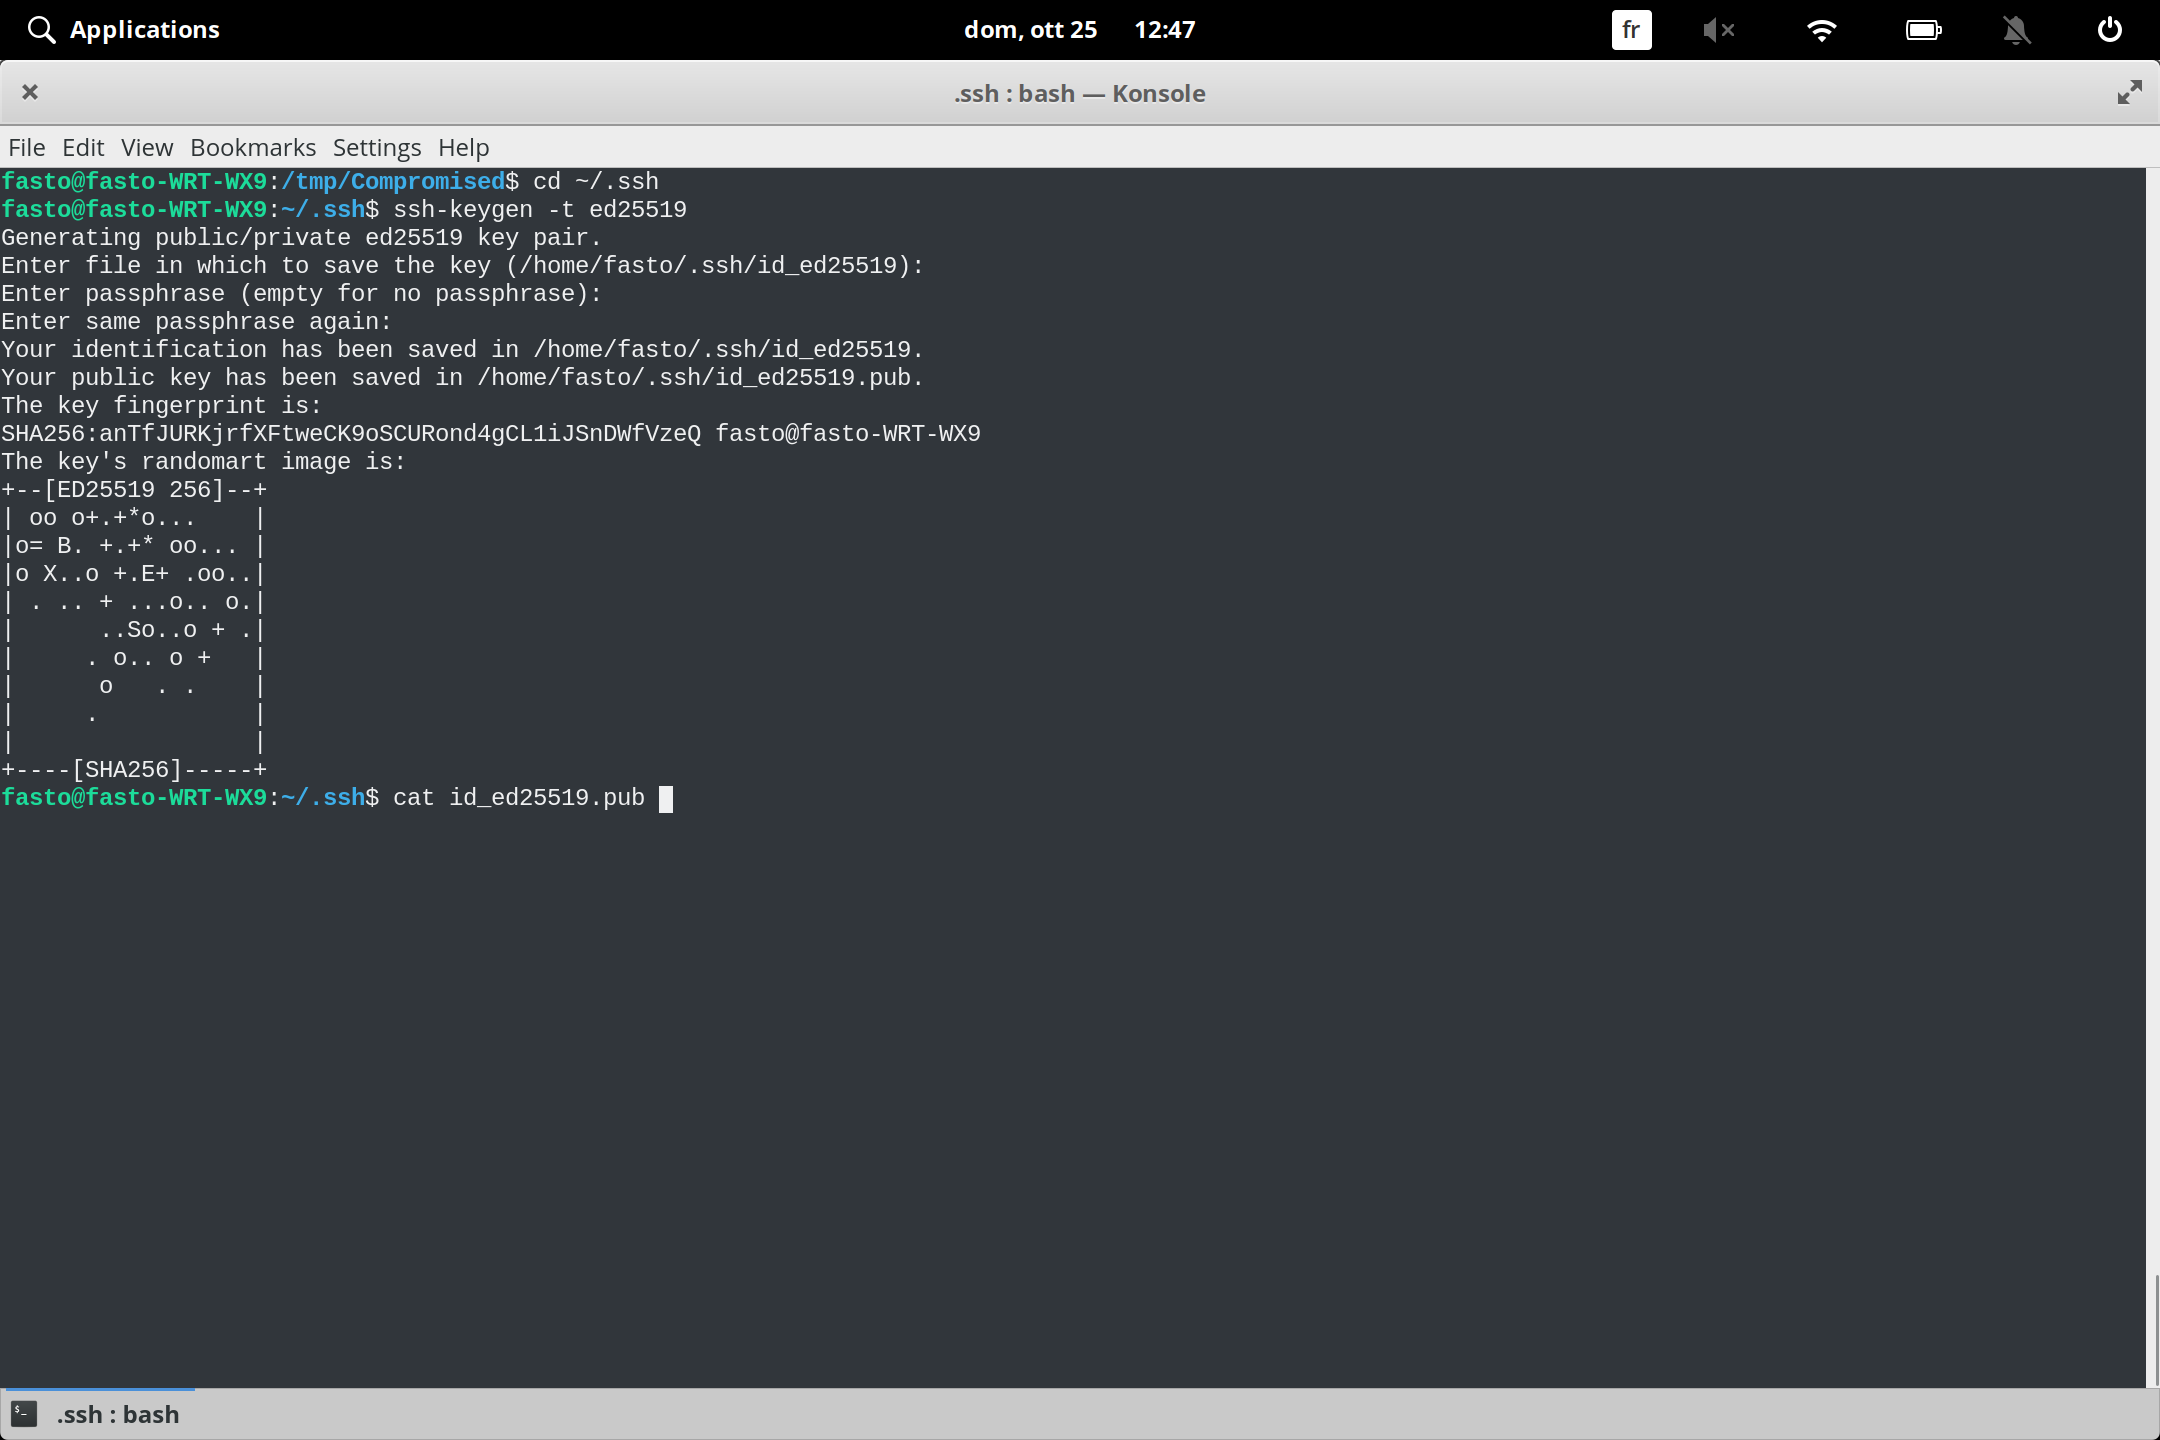 Applications
dom, ott 25 12:47
fr
.ssh : bash — Konsole
File Edit View Bookmarks Settings Help
fasto@fasto-WRT-WX9:/tmp/Compromised$ cd ~/.ssh
fasto@fasto-WRT-WX9:~/.ssh$ ssh-keygen -t ed25519
Generating public/private ed25519 key pair.
Enter file in which to save the key (/home/fasto/.ssh/id_ed25519):
Enter passphrase (empty for no passphrase):
Enter same passphrase again:
Your identification has been saved in /home/fasto/.ssh/id_ed25519.
Your public key has been saved in /home/fasto/.ssh/id_ed25519.pub.
The key fingerprint is:
SHA256:anTfJURKjrfXFtweCK9oSCURond4gCL1iJSnDWfVzeQ fasto@fasto-WRT-WX9
The key's randomart image is:
+--[ED25519 256]--+
| oo o+.+*o...    |
|o= B. +.+* oo... |
|o X..o +.E+ .oo..|
| . .. + ...o.. o.|
|      ..So..o + .|
|     . o.. o +   |
|      o   . .    |
|     .           |
|                 |
+----[SHA256]-----+
fasto@fasto-WRT-WX9:~/.ssh$ cat id_ed25519.pub
.ssh : bash